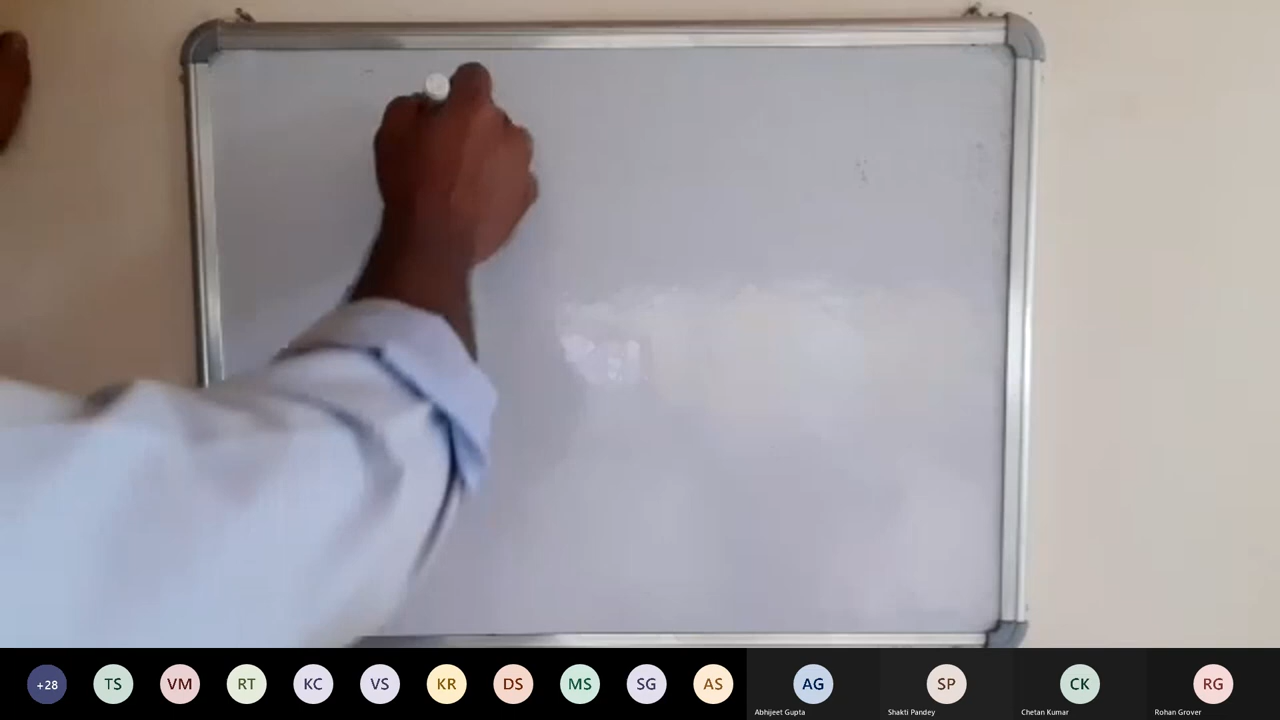 +28 TS VM RT KC VS KR DS MS SG AS AG SP CK RG
Abhijeet Gupta Shakti Pandey Chetan Kumar Rohan Grover